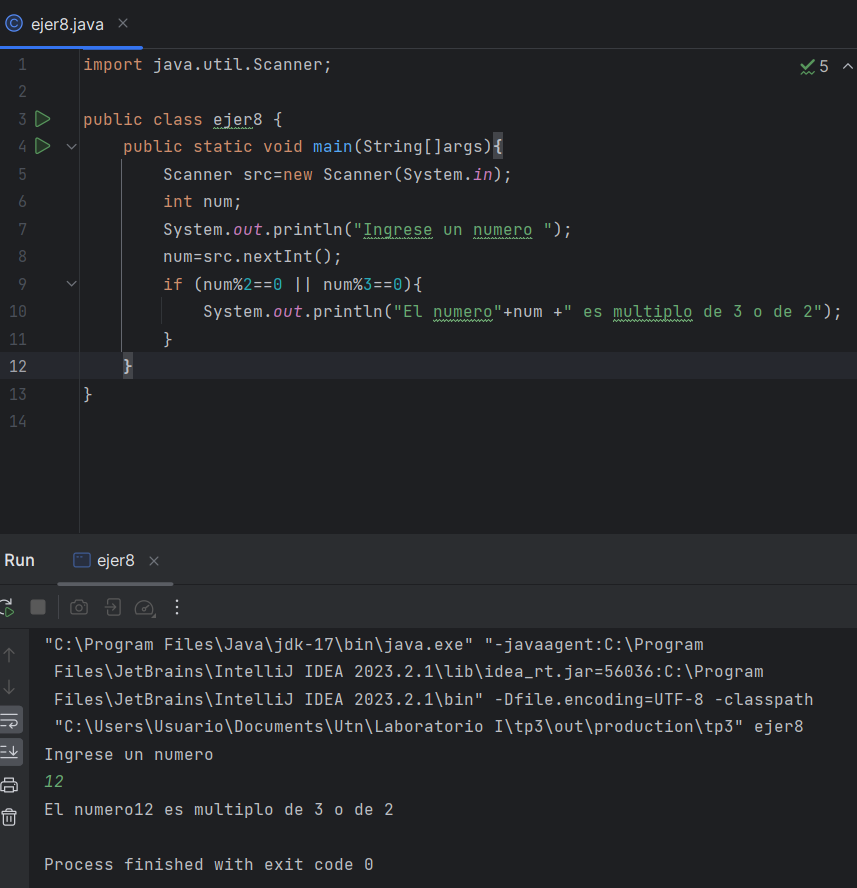 ejer8.java
5
1 import java.util.Scanner;
2
3 public class ejer8 {
4 public static void main(String[]args){
5 Scanner src=new Scanner(System.in);
6 int num;
7 System.out.println("Ingrese un numero ");
8 num=src.nextInt();
9 if (num%2==0 || num%3==0){
10 System.out.println("El numero"+num +" es multiplo de 3 o de 2");
11 }
12 }
13 }
14
Run ejer8
"C:\Program Files\Java\jdk-17\bin\java.exe" "-javaagent:C:\Program
Files\JetBrains\IntelliJ IDEA 2023.2.1\lib\idea_rt.jar=56036:C:\Program
Files\JetBrains\IntelliJ IDEA 2023.2.1\bin" -Dfile.encoding=UTF-8 -classpath
"C:\Users\Usuario\Documents\Utn\Laboratorio I\tp3\out\production\tp3" ejer8
Ingrese un numero
12
El numero12 es multiplo de 3 o de 2
Process finished with exit code 0